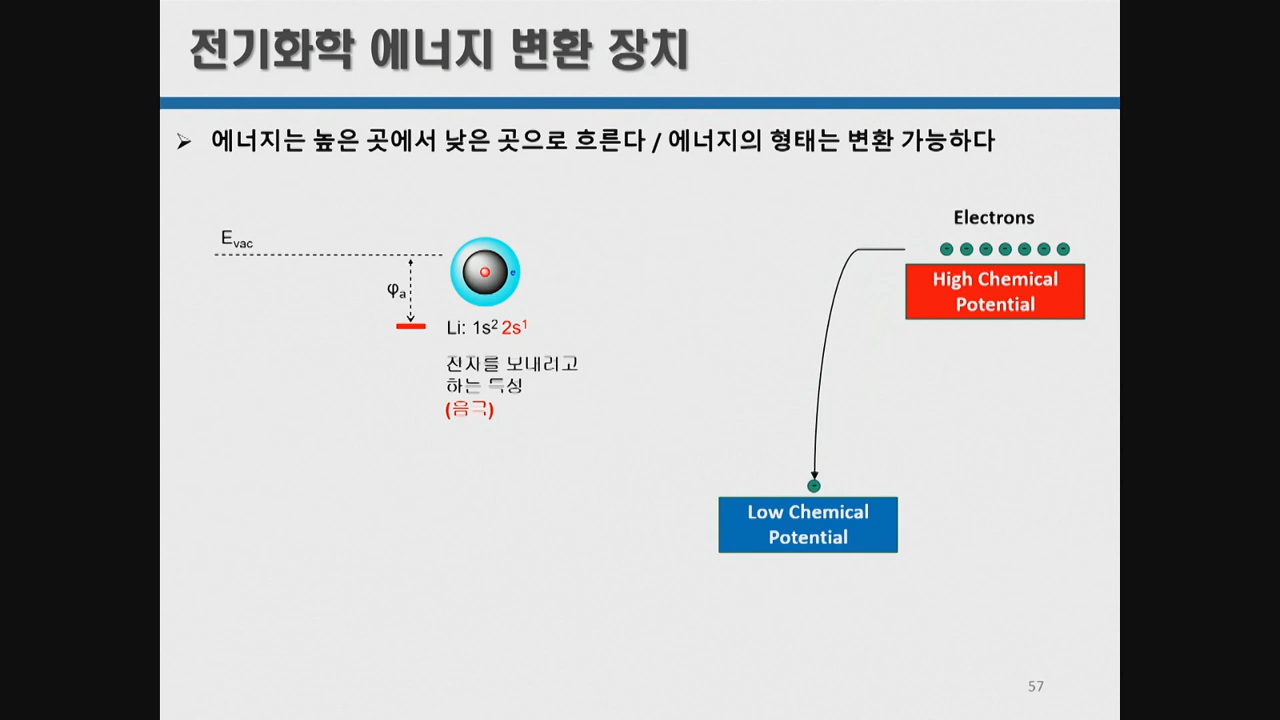 전기화학 에너지 변환 장치
에너지는 높은 곳에서 낮은 곳으로 흐른다 / 에너지의 형태는 변환 가능하다
Evac
φa
e
Li: 1s2 2s1
전자를 보내리고
하는 특성
(음극)
Electrons
High Chemical
Potential
Low Chemical
Potential
57